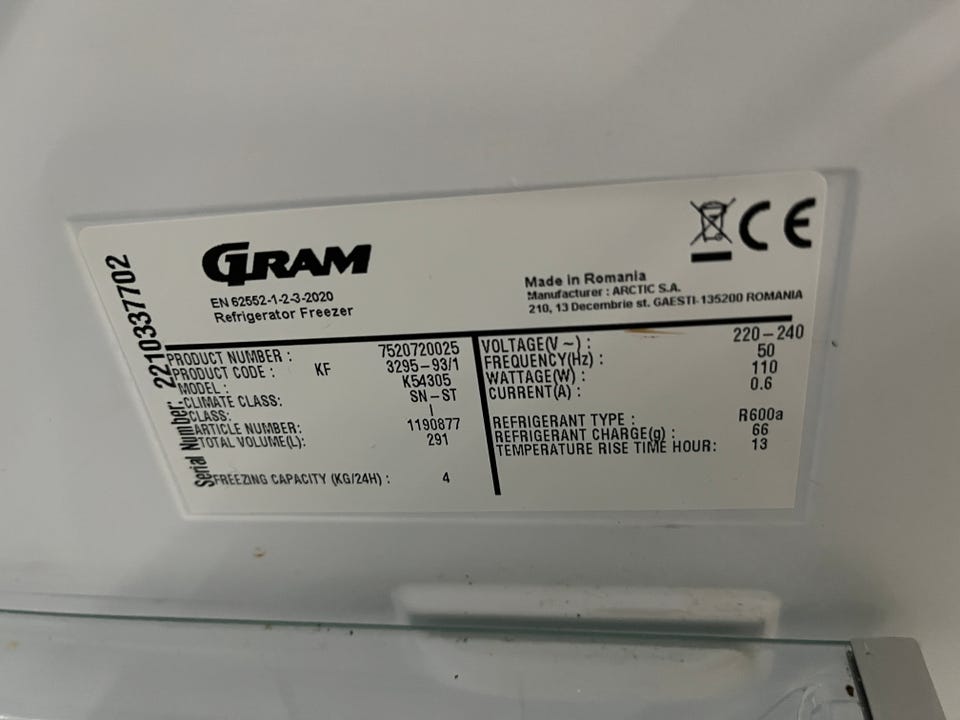 GRAM
EN 62552-1-2-3-2020
Refrigerator Freezer
CE
Made in Romania
Manufacturer : ARCTIC S.A.
210, 13 Decembrie st. GAESTI-135200 ROMANIA
Serial Number: 2210337702
PRODUCT NUMBER : 7520720025
PRODUCT CODE : KF 3295-93/1
MODEL : K54305
CLIMATE CLASS: SN-ST
CLASS: I
ARTICLE NUMBER: 1190877
TOTAL VOLUME(L): 291
FREEZING CAPACITY (KG/24H) : 4
VOLTAGE(V ~) : 220-240
FREQUENCY(Hz) : 50
WATTAGE(W) : 110
CURRENT(A) : 0.6
REFRIGERANT TYPE : R600a
REFRIGERANT CHARGE(g) : 66
TEMPERATURE RISE TIME HOUR: 13